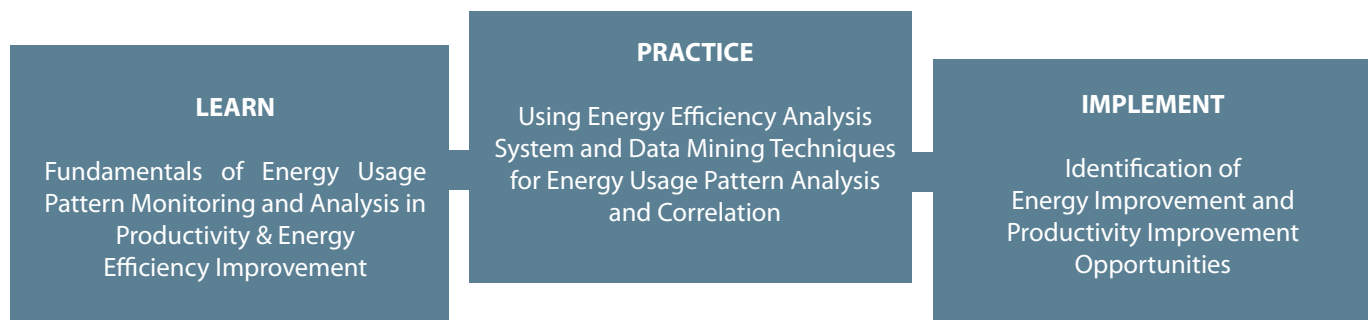 LEARN
Fundamentals of Energy Usage
Pattern Monitoring and Analysis in
Productivity & Energy
Efficiency Improvement
PRACTICE
Using Energy Efficiency Analysis
System and Data Mining Techniques
for Energy Usage Pattern Analysis
and Correlation
IMPLEMENT
Identification of
Energy Improvement and
Productivity Improvement
Opportunities